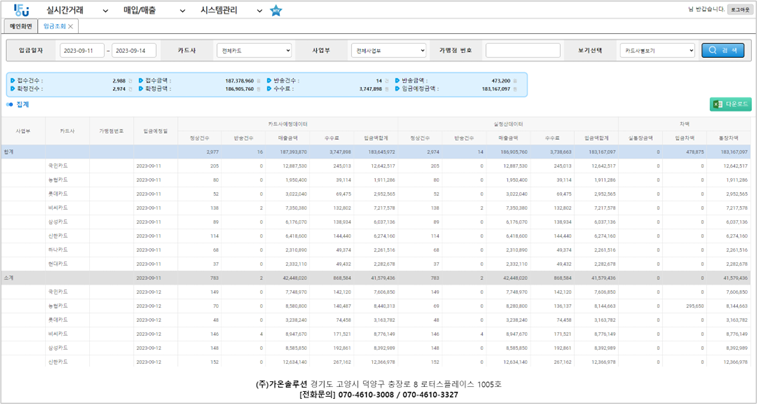 IF U 실시간거래 매입/매출 시스템관리 님 반갑습니다. 로그아웃
메인화면 입금조회 ✕
입금일자 2023-09-11 ~ 2023-09-14 카드사 전체카드 사업부 전체사업부 가맹점 번호 보기선택 카드사별보기 검 색
접수건수 : 2,988 접수금액 : 187,378,960 반송건수 : 14 반송금액 : 473,200
확정건수 : 2,974 확정금액 : 186,905,760 수수료 : 3,747,898 입금예정금액 : 183,167,097
집계 다운로드
카드사매정데이터 실정산데이터 차액
사업부 카드사 가맹점번호 입금예정일 정상건수 반송건수 매출금액 수수료 입금액합계 정상건수 반송건수 매출금액 수수료 입금액합계 실통장금액 입금차액 통장차액
합계 2,977 16 187,393,870 3,747,898 183,645,972 2,974 14 186,905,760 3,738,663 183,167,097 0 478,875 183,167,097
국민카드 2023-09-11 205 0 12,887,530 245,013 12,642,517 205 0 12,887,530 245,013 12,642,517 0 0 12,642,517
농협카드 2023-09-11 80 0 1,950,400 39,114 1,911,286 80 0 1,950,400 39,114 1,911,286 0 0 1,911,286
롯데카드 2023-09-11 52 0 3,022,040 69,475 2,952,565 52 0 3,022,040 69,475 2,952,565 0 0 2,952,565
비씨카드 2023-09-11 138 2 7,350,380 132,802 7,217,578 138 2 7,350,380 132,802 7,217,578 0 0 7,217,578
삼성카드 2023-09-11 89 0 6,176,070 138,934 6,037,136 89 0 6,176,070 138,934 6,037,136 0 0 6,037,136
신한카드 2023-09-11 114 0 6,418,600 144,440 6,274,160 114 0 6,418,600 144,440 6,274,160 0 0 6,274,160
하나카드 2023-09-11 68 0 2,310,890 49,374 2,261,516 68 0 2,310,890 49,374 2,261,516 0 0 2,261,516
현대카드 2023-09-11 37 0 2,332,110 49,432 2,282,678 37 0 2,332,110 49,432 2,282,678 0 0 2,282,678
소계 2023-09-11 783 2 42,448,020 868,584 41,579,436 783 2 42,448,020 868,584 41,579,436 0 0 41,579,436
국민카드 2023-09-12 146 0 7,748,970 142,120 7,606,850 146 0 7,748,970 142,120 7,606,850 0 0 7,606,850
농협카드 2023-09-12 70 0 8,580,800 140,487 8,440,313 69 0 8,280,800 136,137 8,144,663 0 295,650 8,144,663
롯데카드 2023-09-12 48 0 3,238,240 74,458 3,163,782 48 0 3,238,240 74,458 3,163,782 0 0 3,163,782
비씨카드 2023-09-12 146 4 8,947,670 171,521 8,776,149 146 4 8,947,670 171,521 8,776,149 0 0 8,776,149
삼성카드 2023-09-12 146 0 8,585,850 192,861 8,392,989 146 0 8,585,850 192,861 8,392,989 0 0 8,392,989
신한카드 2023-09-12 152 0 12,634,140 267,162 12,366,978 152 0 12,634,140 267,162 12,366,978 0 0 12,366,978
(주)가온솔루션 경기도 고양시 덕양구 충장로 8 로터스플레이스 1005호
[전화문의] 070-4610-3008 / 070-4610-3327